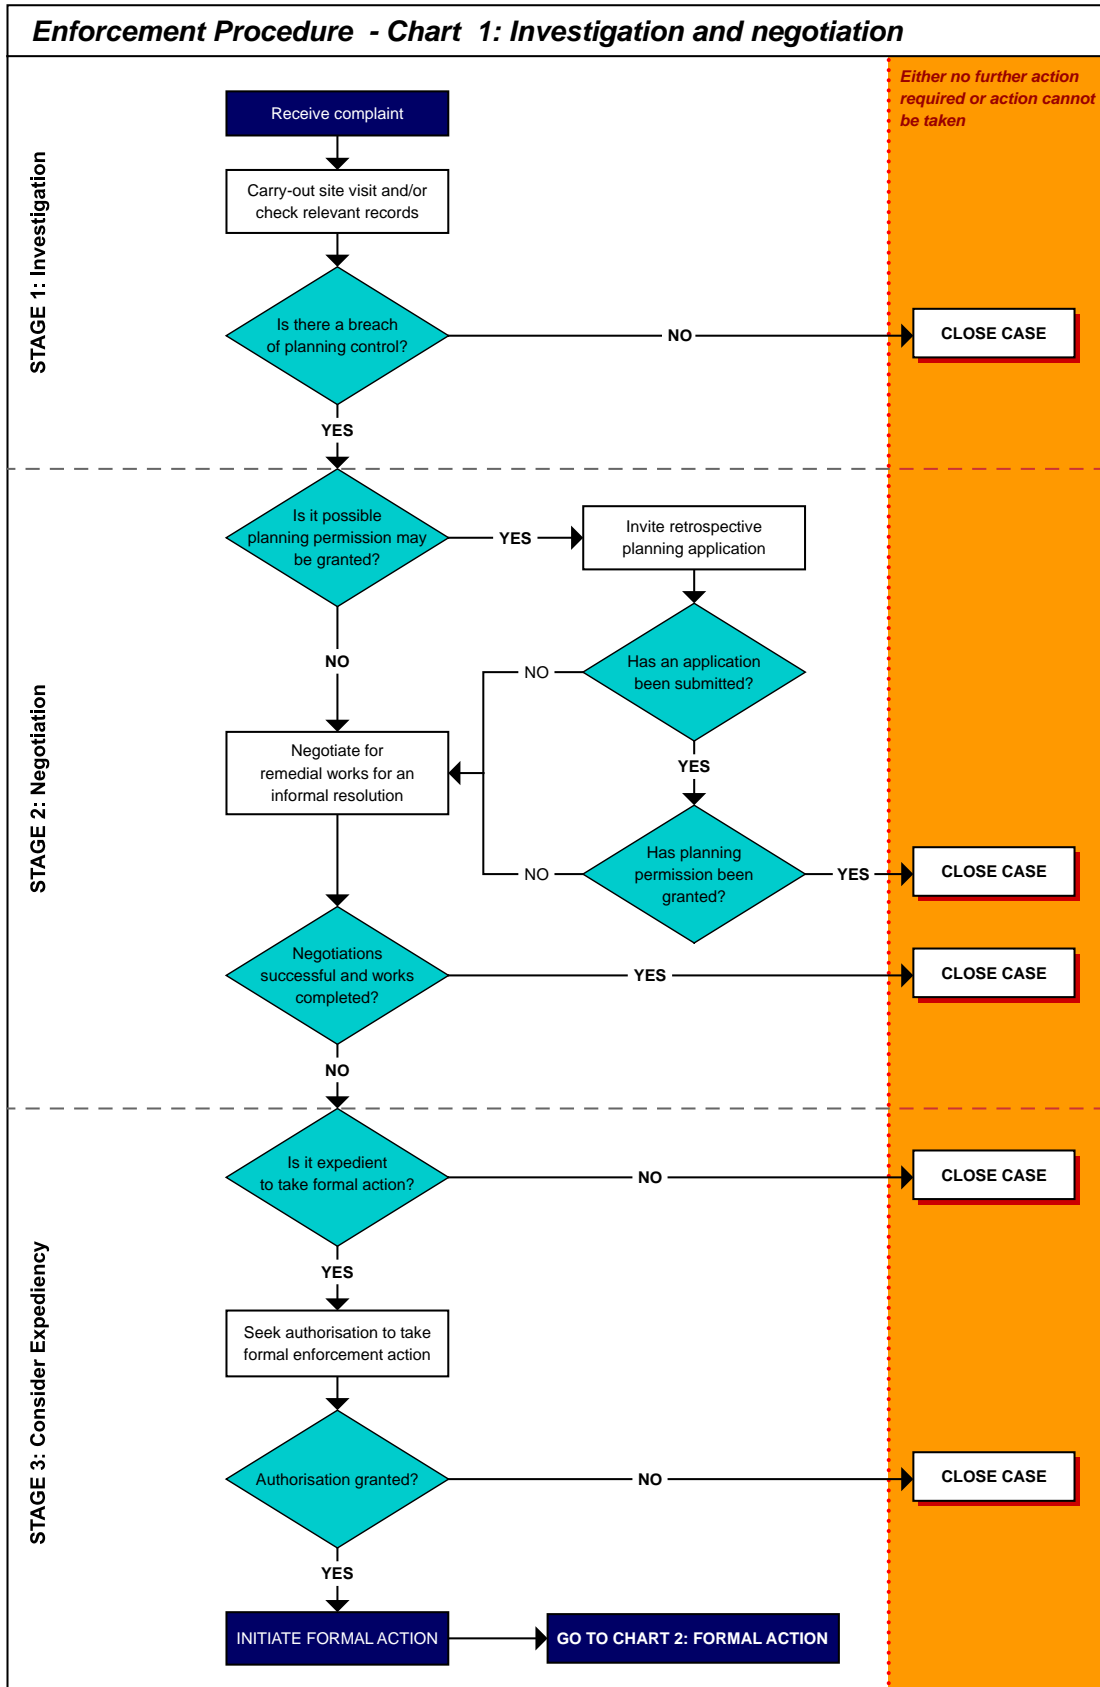 Enforcement Procedure - Chart 1: Investigation and negotiation
Either no further action
required or action cannot
be taken
STAGE 1: Investigation
Receive complaint
Carry-out site visit and/or
check relevant records
Is there a breach
of planning control?
NO
CLOSE CASE
YES
STAGE 2: Negotiation
Is it possible
planning permission may
be granted?
YES
Invite retrospective
planning application
NO
Has an application
been submitted?
NO
YES
Negotiate for
remedial works for an
informal resolution
Has planning
permission been
granted?
NO
YES
CLOSE CASE
Negotiations
successful and works
completed?
YES
CLOSE CASE
NO
STAGE 3: Consider Expediency
Is it expedient
to take formal action?
NO
CLOSE CASE
YES
Seek authorisation to take
formal enforcement action
Authorisation granted?
NO
CLOSE CASE
YES
INITIATE FORMAL ACTION
GO TO CHART 2: FORMAL ACTION